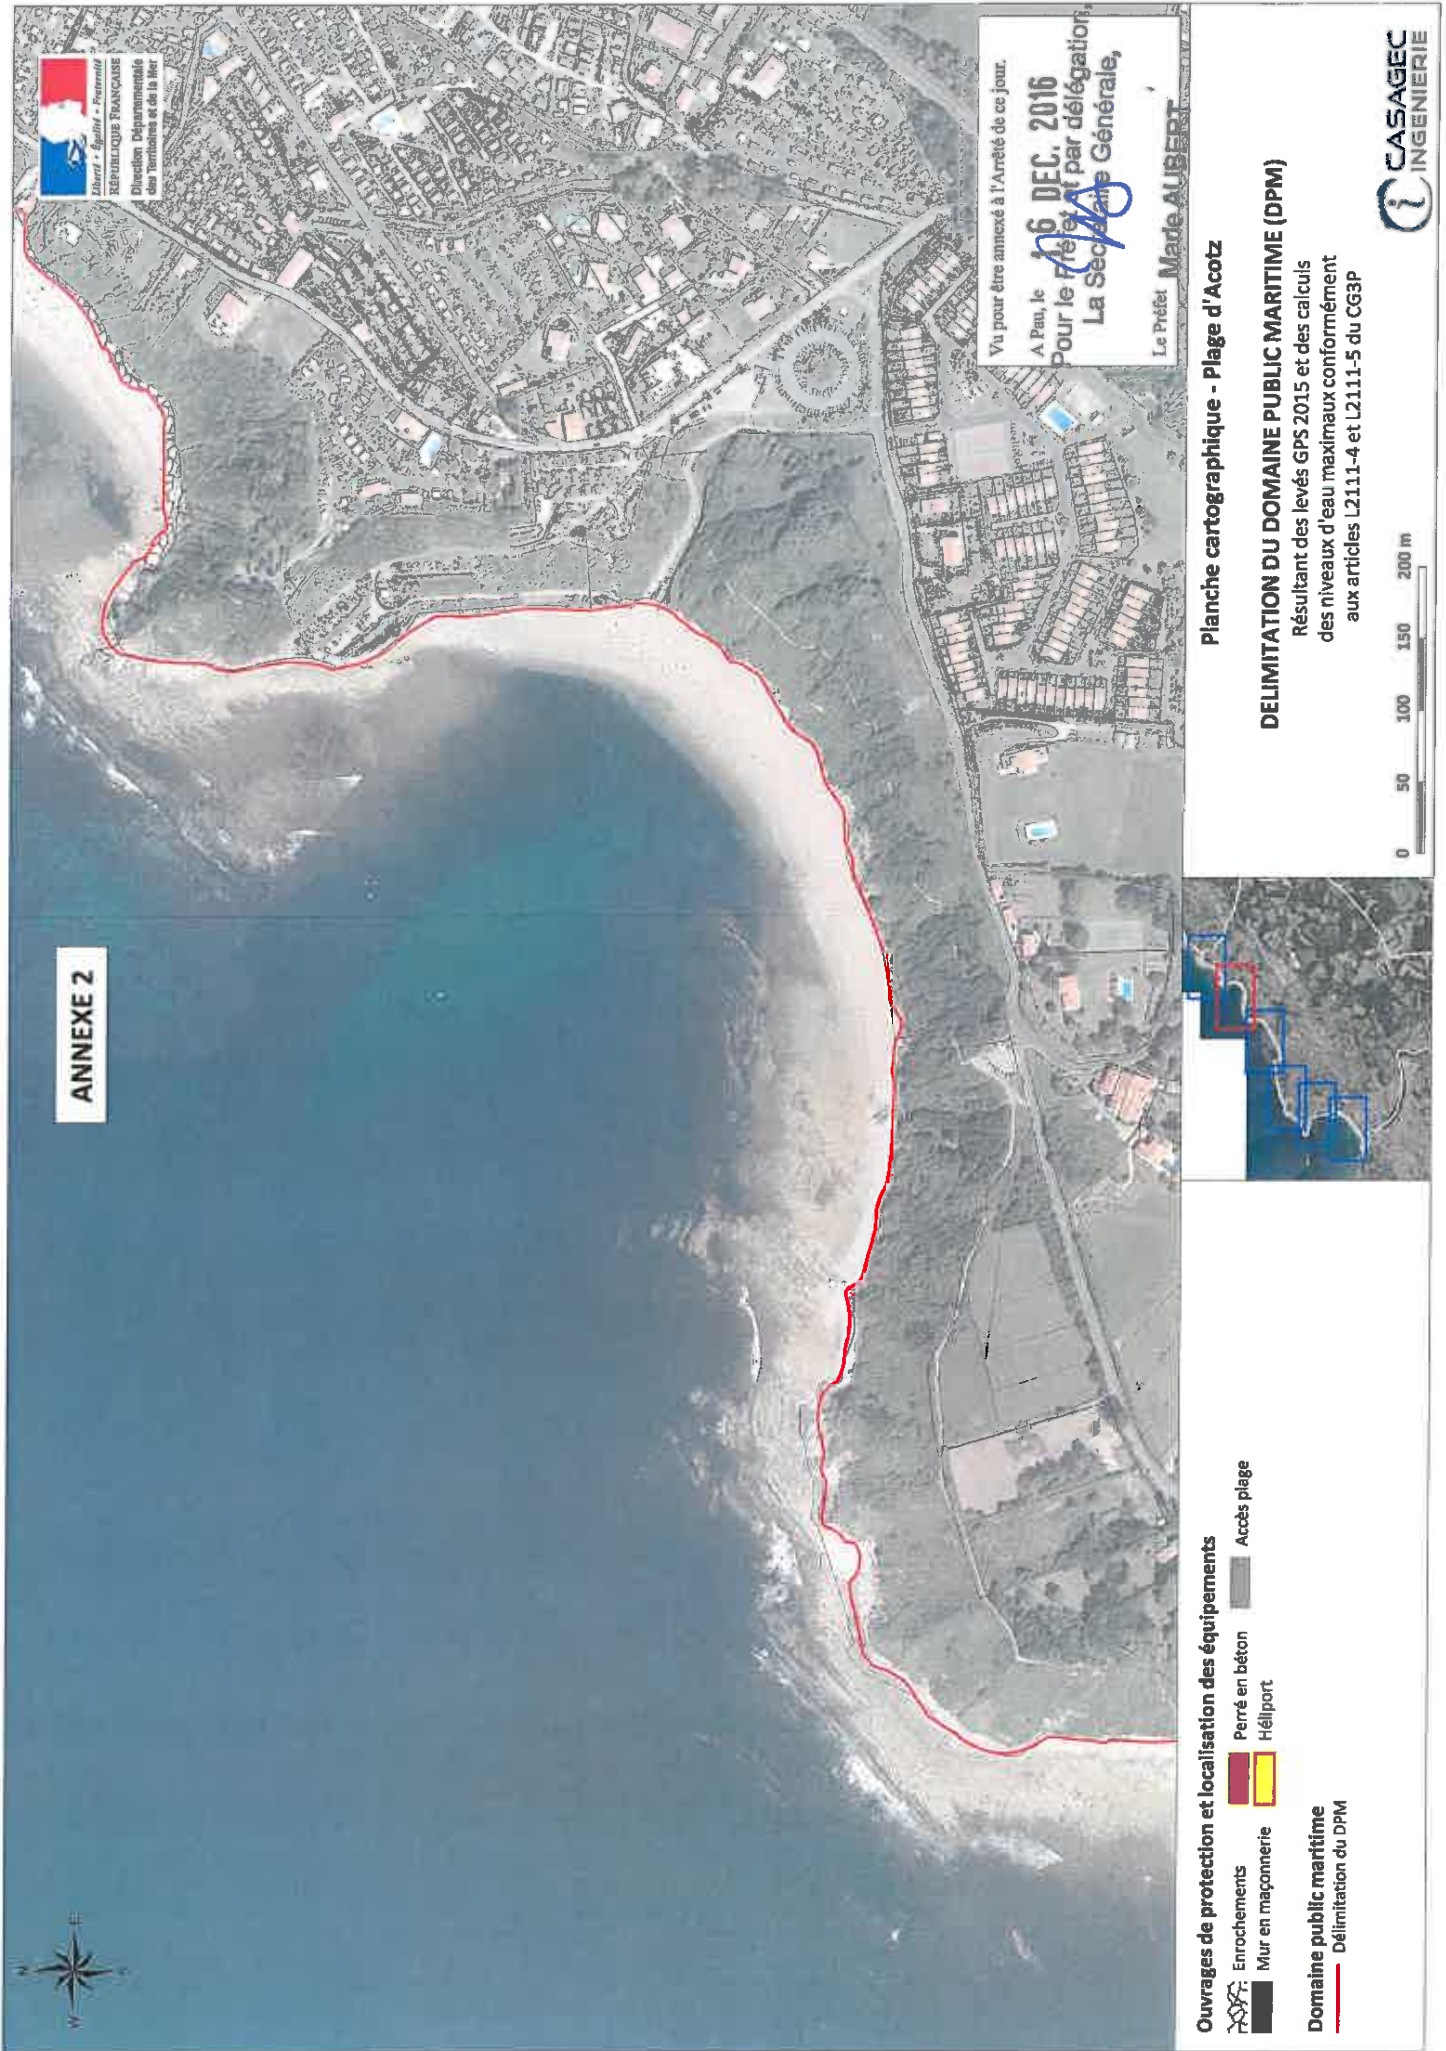 ANNEXE 2
Liberté • Égalité • Fraternité
RÉPUBLIQUE FRANÇAISE
Direction Départementale
des Territoires et de la Mer
N
W
E
S
Vu pour être annexé à l'Arrêté de ce jour.
A Pau, le 16 DEC. 2016
Pour le Préfet et par délégation,
La Secrétaire Générale,
Le Préfet Marie AUBERT
Ouvrages de protection et localisation des équipements
Enrochements
Perré en béton
Accès plage
Mur en maçonnerie
Héliport
Domaine public maritime
Délimitation du DPM
Planche cartographique - Plage d'Acotz
DELIMITATION DU DOMAINE PUBLIC MARITIME (DPM)
Résultant des levés GPS 2015 et des calculs
des niveaux d'eau maximaux conformément
aux articles L2111-4 et L2111-5 du CG3P
0 50 100 150 200 m
CASAGEC
INGENIERIE